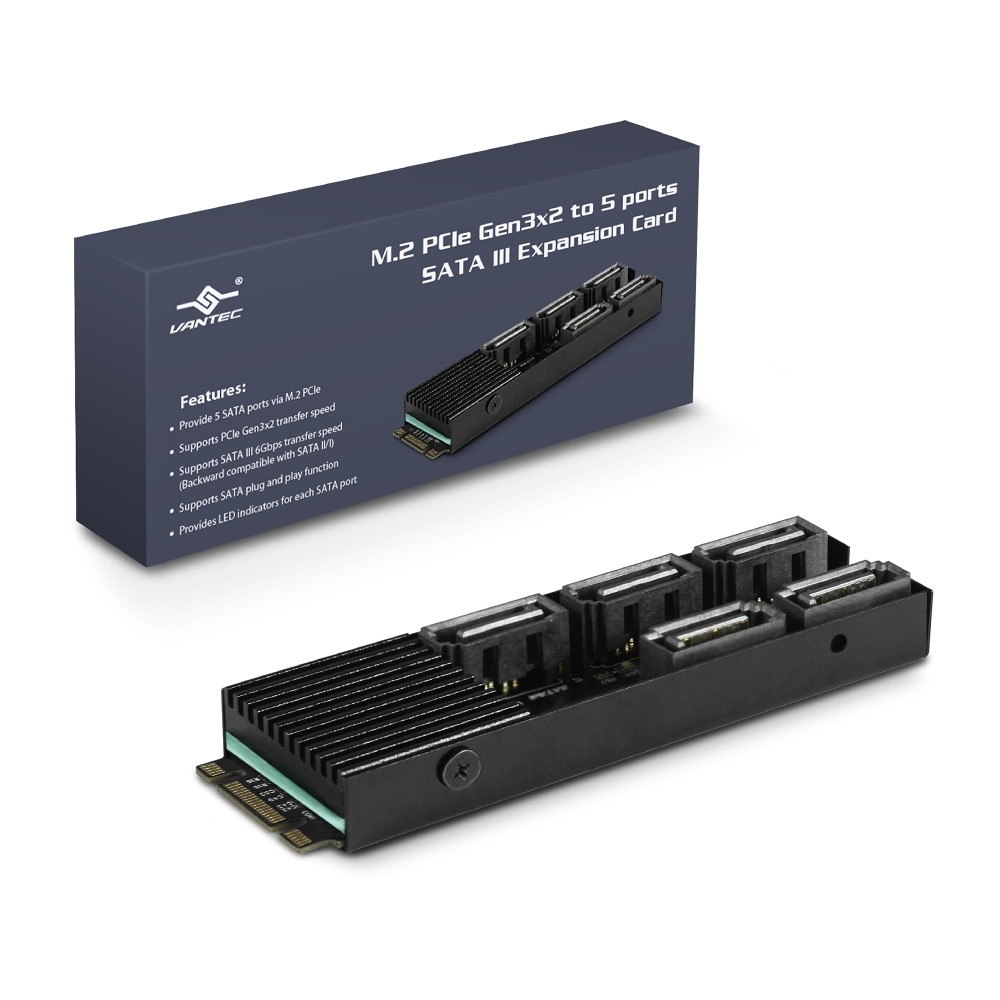 M.2 PCIe Gen3x2 to 5 ports
SATA III Expansion Card
®
VANTEC
Features:
• Provide 5 SATA ports via M.2 PCIe
• Supports PCIe Gen3x2 transfer speed
• Supports SATA III 6Gbps transfer speed
(Backward compatible with SATA II/I)
• Supports SATA plug and play function
• Provides LED indicators for each SATA port